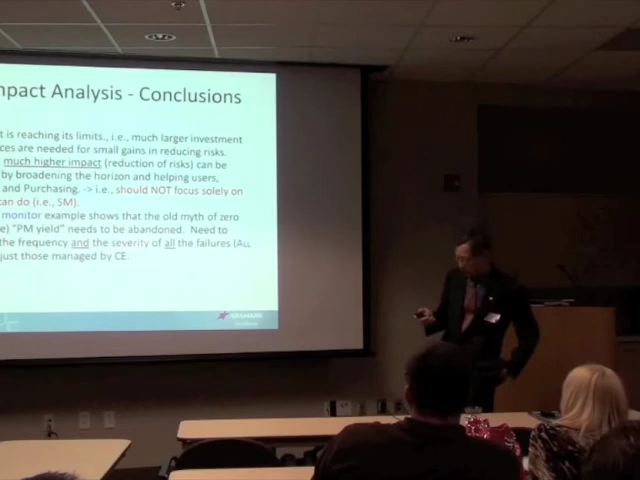 mpact Analysis - Conclusions
t is reaching its limits., i.e., much larger investment
ces are needed for small gains in reducing risks.
much higher impact (reduction of risks) can be
by broadening the horizon and helping users,
and Purchasing. -> i.e., should NOT focus solely on
can do (i.e., SM).
monitor example shows that the old myth of zero
e) "PM yield" needs to be abandoned. Need to
the frequency and the severity of all the failures (ALL
just those managed by CE.
ARAMARK